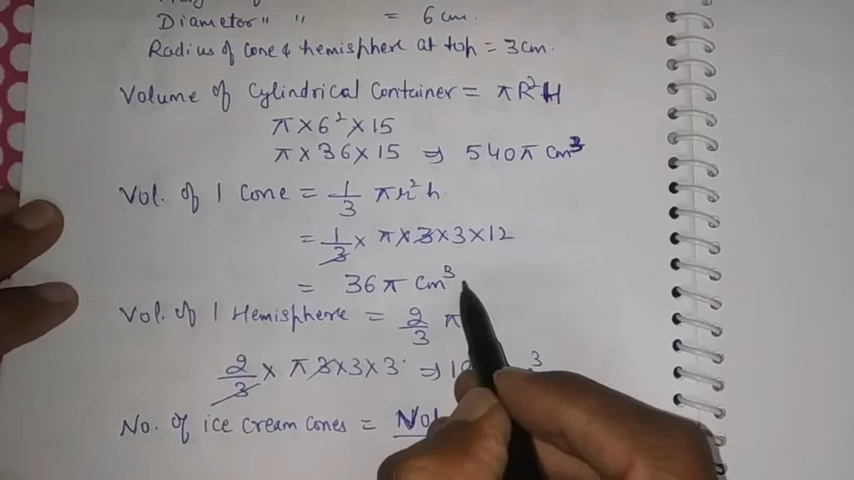 Diameter " " = 6 cm.
Radius of cone & hemisphere at top = 3 cm.
Volume of Cylindrical Container = πR²H
π×6²×15
π×36×15 ⇒ 540π cm³
Vol. of 1 Cone = 1/3 πr²h
= 1/3 × π×3×3×12
= 36π cm³
Vol. of 1 Hemisphere = 2/3 π
2/3 × π3×3×3 ⇒ 3
No. of ice cream Cones = Vol